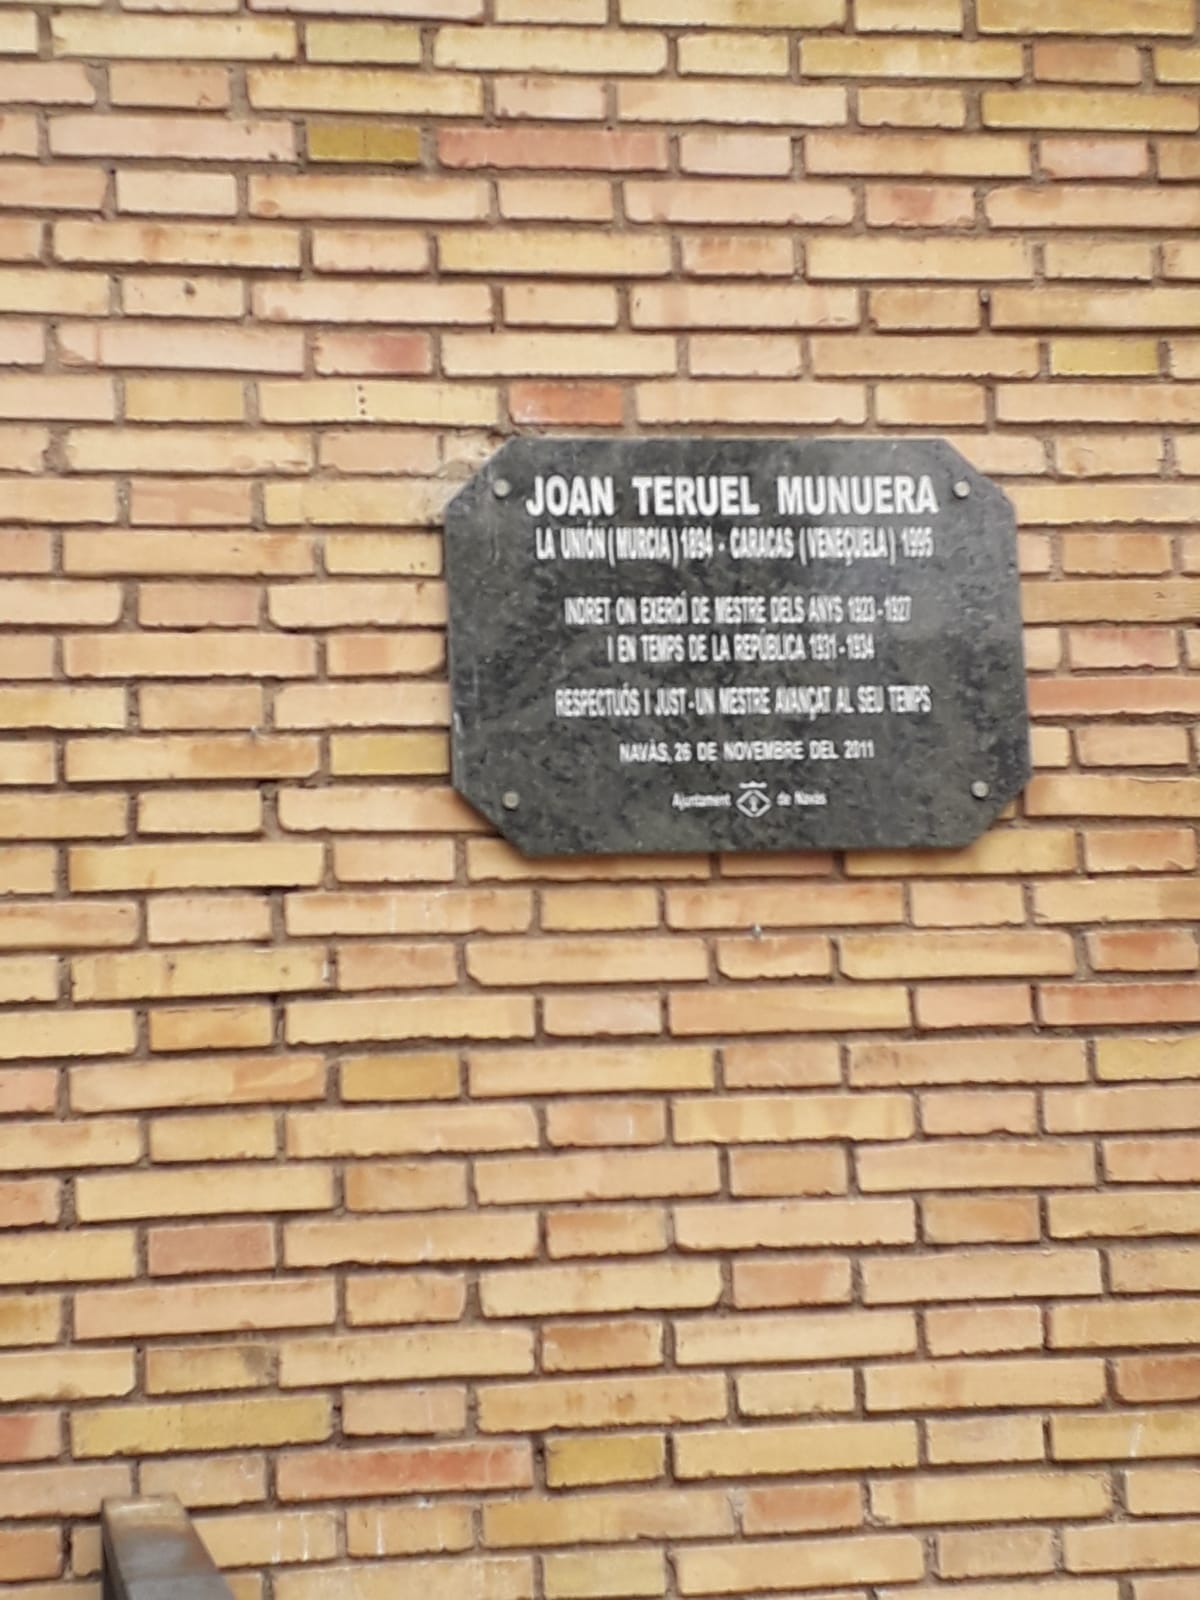 JOAN TERUEL MUNUERA
LA UNIÓN (MURCIA) 1894 - CARACAS (VENEÇUELA) 1995
INDRET ON EXERCÍ DE MESTRE DELS ANYS 1923-1927
I EN TEMPS DE LA REPÚBLICA 1931-1934
RESPECTUÓS I JUST-UN MESTRE AVANÇAT AL SEU TEMPS
NAVÀS, 26 DE NOVEMBRE DEL 2011
Ajuntament de Navàs